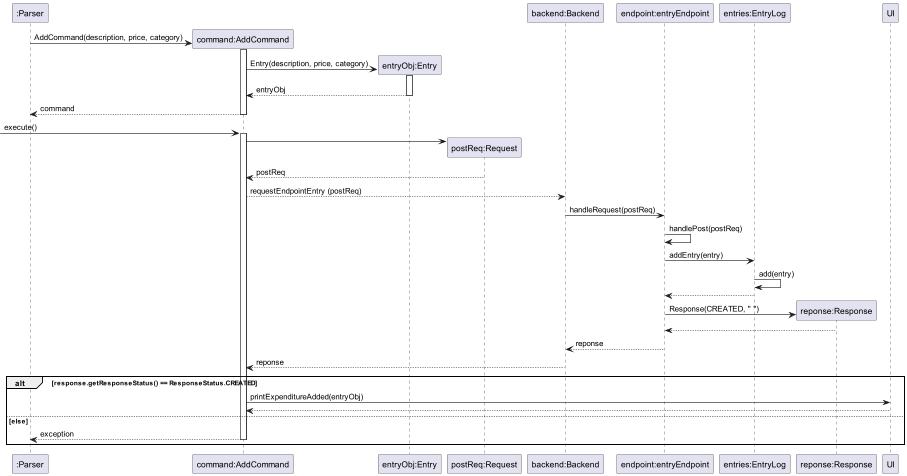 :Parser
backend:Backend
endpoint:entryEndpoint
entries:EntryLog
UI
AddCommand(description, price, category)
command:AddCommand
Entry(description, price, category)
entryObj:Entry
entryObj
command
execute()
postReq:Request
postReq
requestEndpointEntry (postReq)
handleRequest(postReq)
handlePost(postReq)
addEntry(entry)
add(entry)
Response(CREATED, " ")
reponse:Response
reponse
reponse
alt
[response.getResponseStatus() == ResponseStatus.CREATED]
printExpenditureAdded(entryObj)
[else]
exception
:Parser
command:AddCommand
entryObj:Entry
postReq:Request
backend:Backend
endpoint:entryEndpoint
entries:EntryLog
reponse:Response
UI